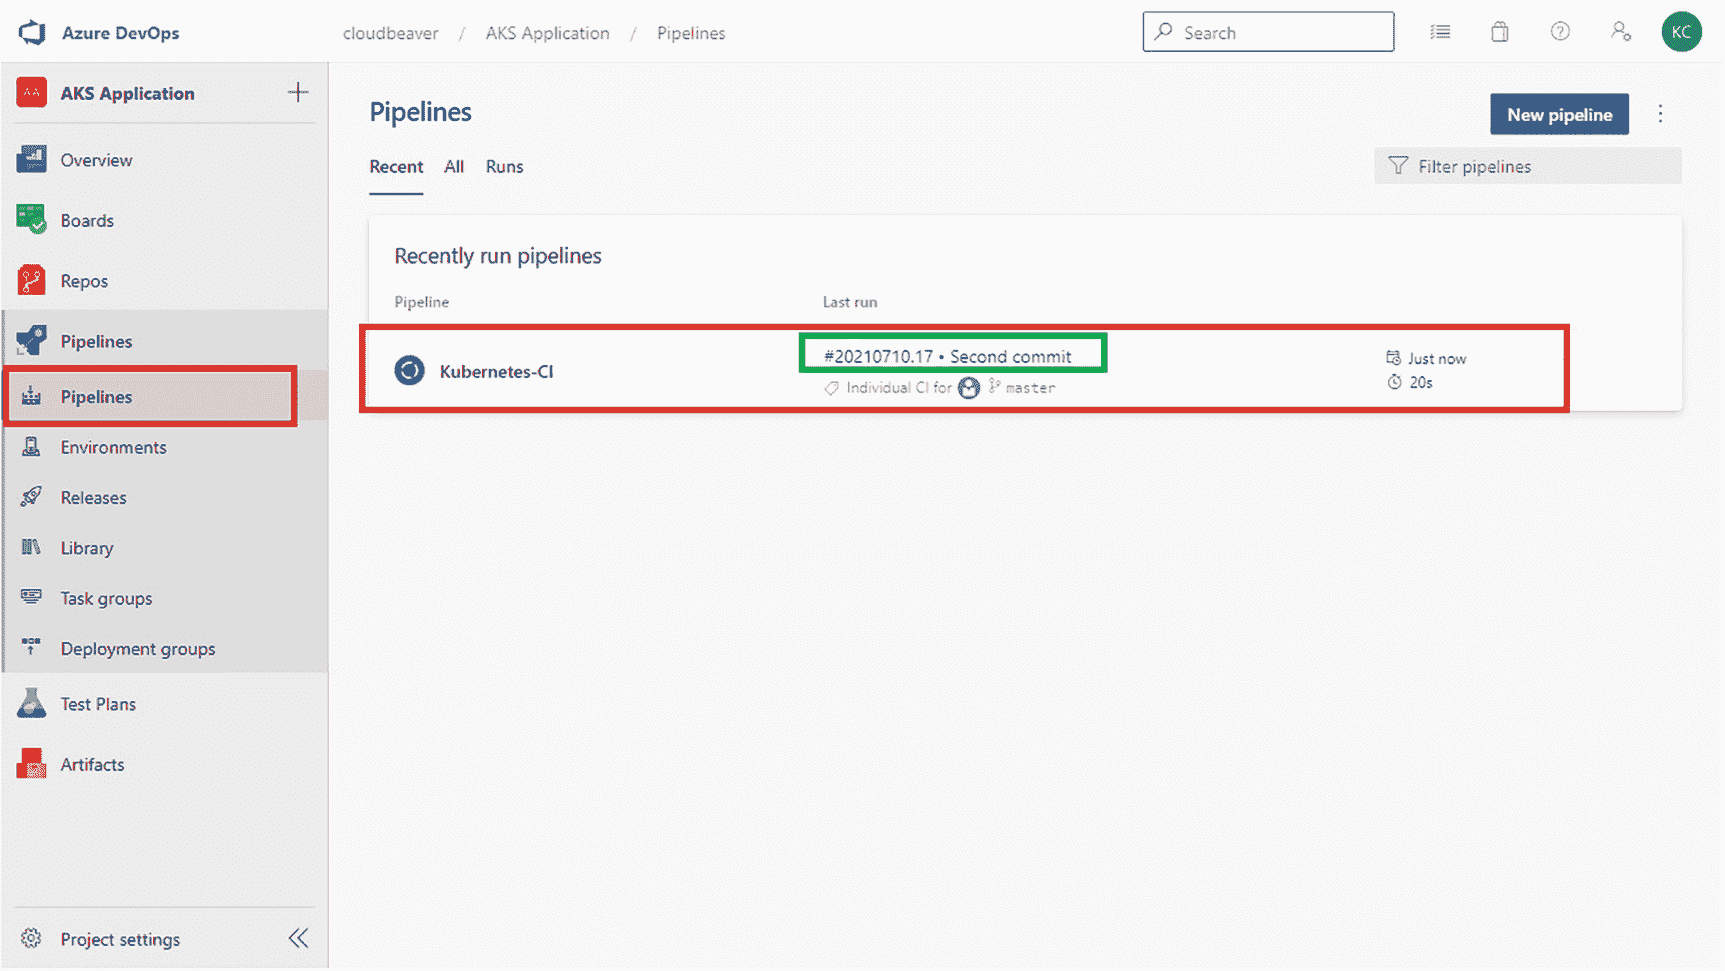 Azure DevOps
cloudbeaver / AKS Application / Pipelines
Search
KC
AA AKS Application
Overview
Boards
Repos
Pipelines
Pipelines
Environments
Releases
Library
Task groups
Deployment groups
Test Plans
Artifacts
Project settings
Pipelines
New pipeline
Recent All Runs
Filter pipelines
Recently run pipelines
Pipeline Last run
Kubernetes-CI
#20210710.17 • Second commit
Individual CI for master
Just now
20s